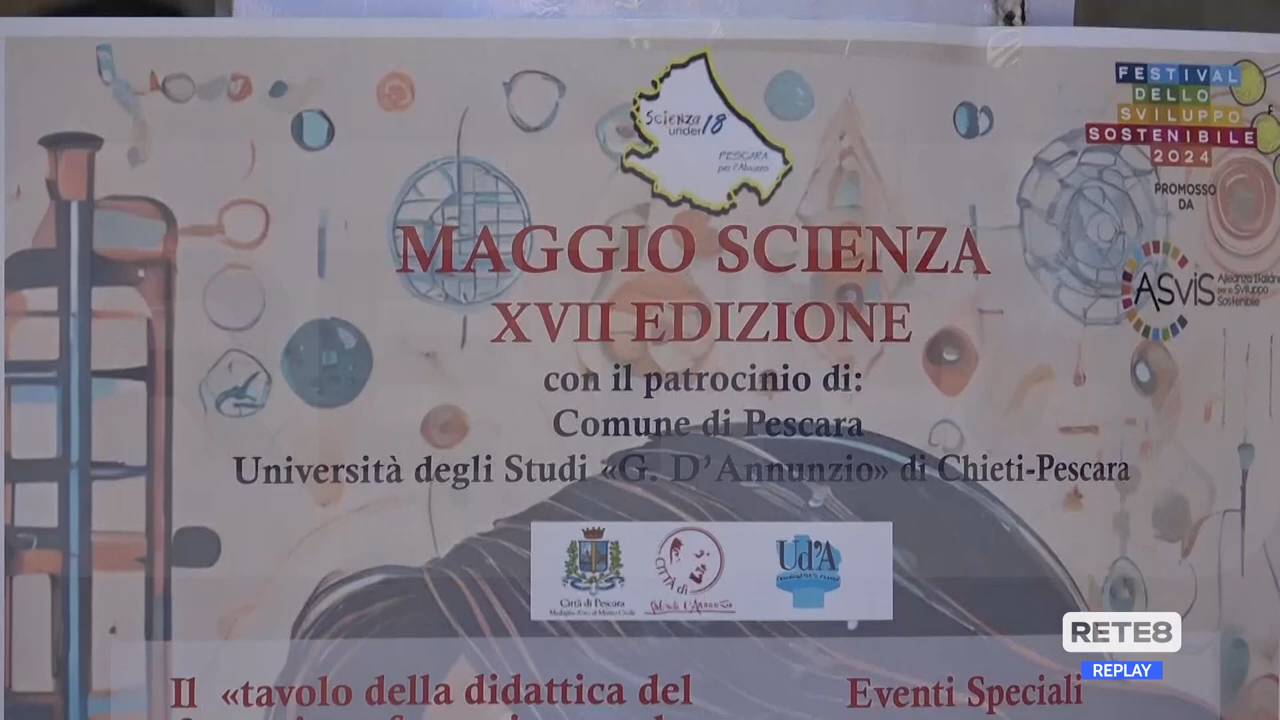 Scienza
under 18
PESCARA
per l'Abruzzo
FESTIVAL
DELLO
SVILUPPO
SOSTENIBILE
2024
PROMOSSO
DA
ASviS
MAGGIO SCIENZA
XVII EDIZIONE
con il patrocinio di:
Comune di Pescara
Università degli Studi «G. D'Annunzio» di Chieti-Pescara
Città di Pescara
CITTÀ di
Ud'A
RETE8
REPLAY
Il «tavolo della didattica del
Eventi Speciali